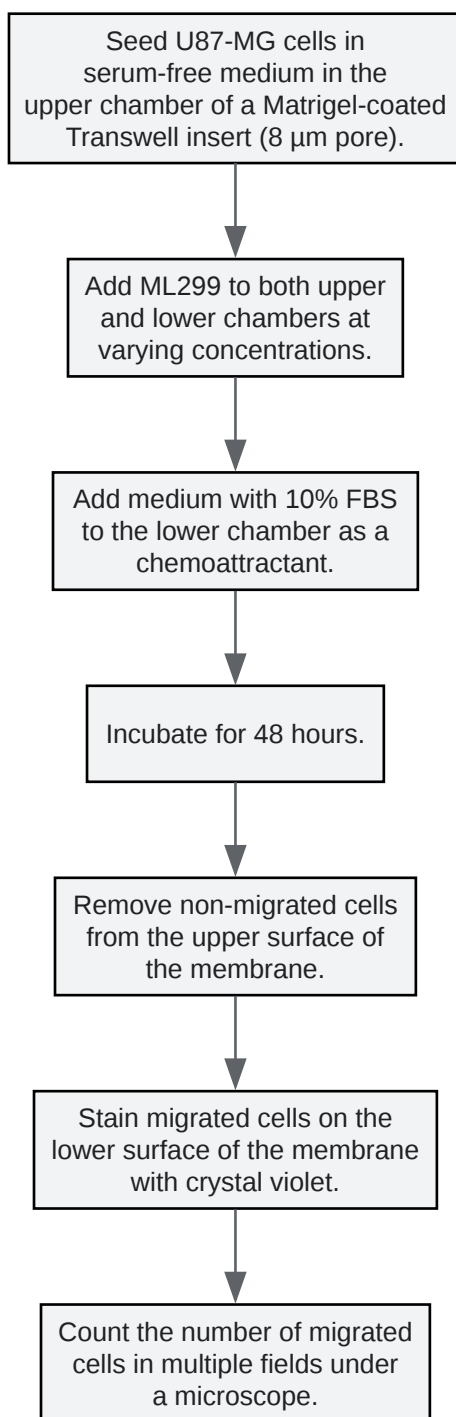 Seed U87-MG cells in
serum-free medium in the
upper chamber of a Matrigel-coated
Transwell insert (8 µm pore).
Add ML299 to both upper
and lower chambers at
varying concentrations.
Add medium with 10% FBS
to the lower chamber as a
chemoattractant.
Incubate for 48 hours.
Remove non-migrated cells
from the upper surface of
the membrane.
Stain migrated cells on the
lower surface of the membrane
with crystal violet.
Count the number of migrated
cells in multiple fields under
a microscope.